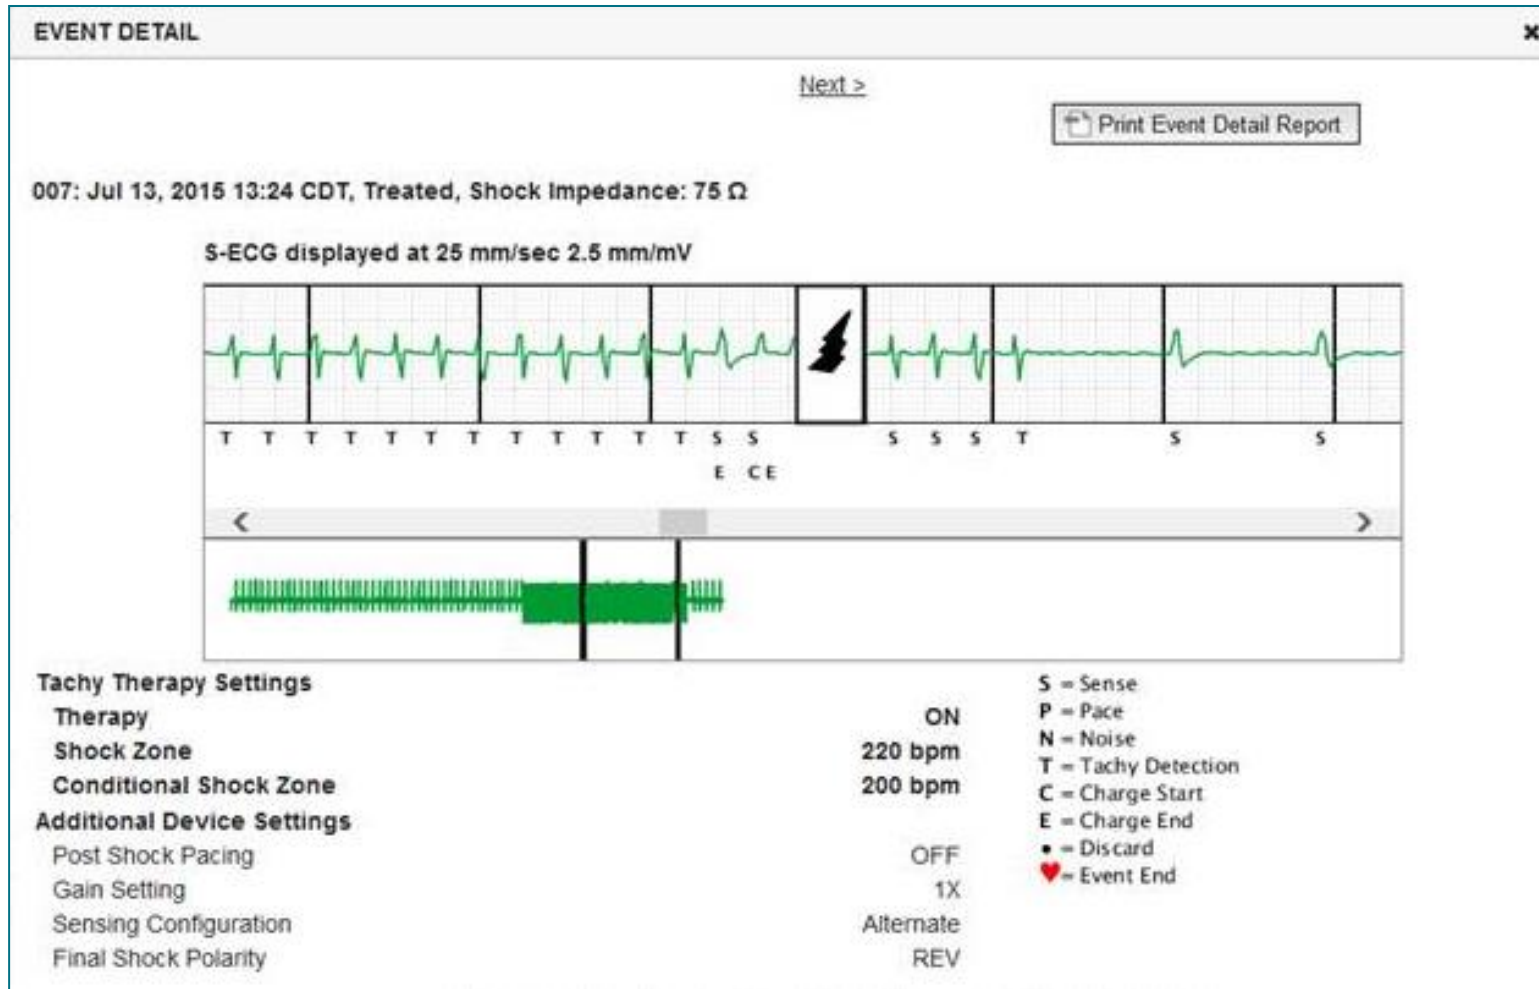 EVENT DETAIL ×
Next >
Print Event Detail Report
007: Jul 13, 2015 13:24 CDT, Treated, Shock Impedance: 75 Ω
S-ECG displayed at 25 mm/sec 2.5 mm/mV
T T T T T T T T T T T T S S S S S T S S
E C E
Tachy Therapy Settings
Therapy ON
Shock Zone 220 bpm
Conditional Shock Zone 200 bpm
Additional Device Settings
Post Shock Pacing OFF
Gain Setting 1X
Sensing Configuration Alternate
Final Shock Polarity REV
S = Sense
P = Pace
N = Noise
T = Tachy Detection
C = Charge Start
E = Charge End
• = Discard
♥= Event End